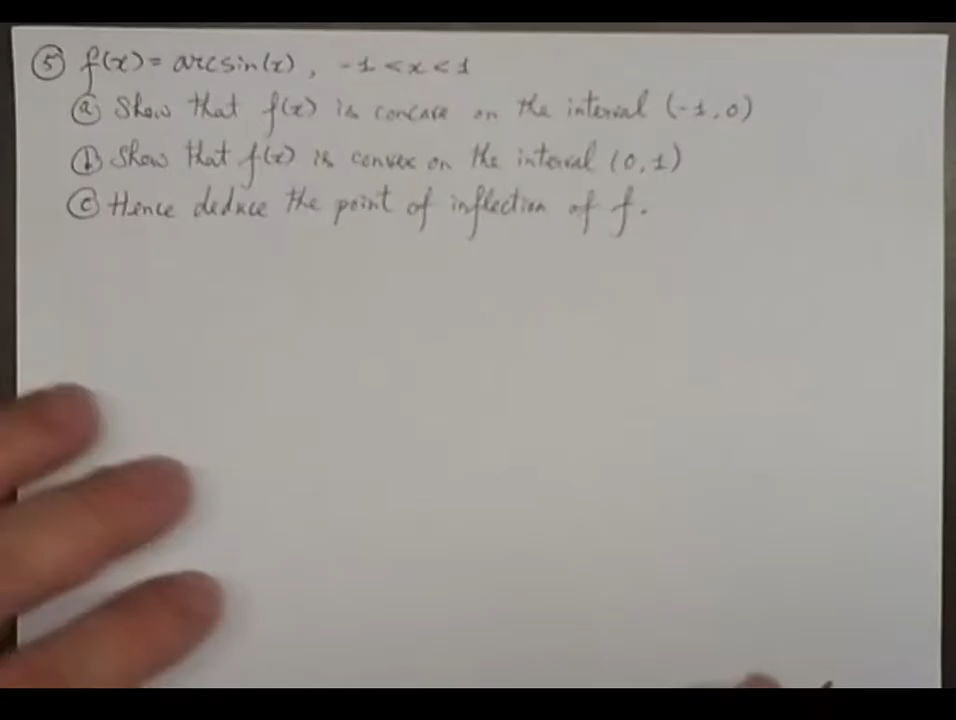 ⑤ f(x) = arcsin(x), -1 < x < 1
ⓐ Show that f(x) is concave on the interval (-1, 0)
ⓑ Show that f(x) is convex on the interval (0, 1)
ⓒ Hence deduce the point of inflection of f.